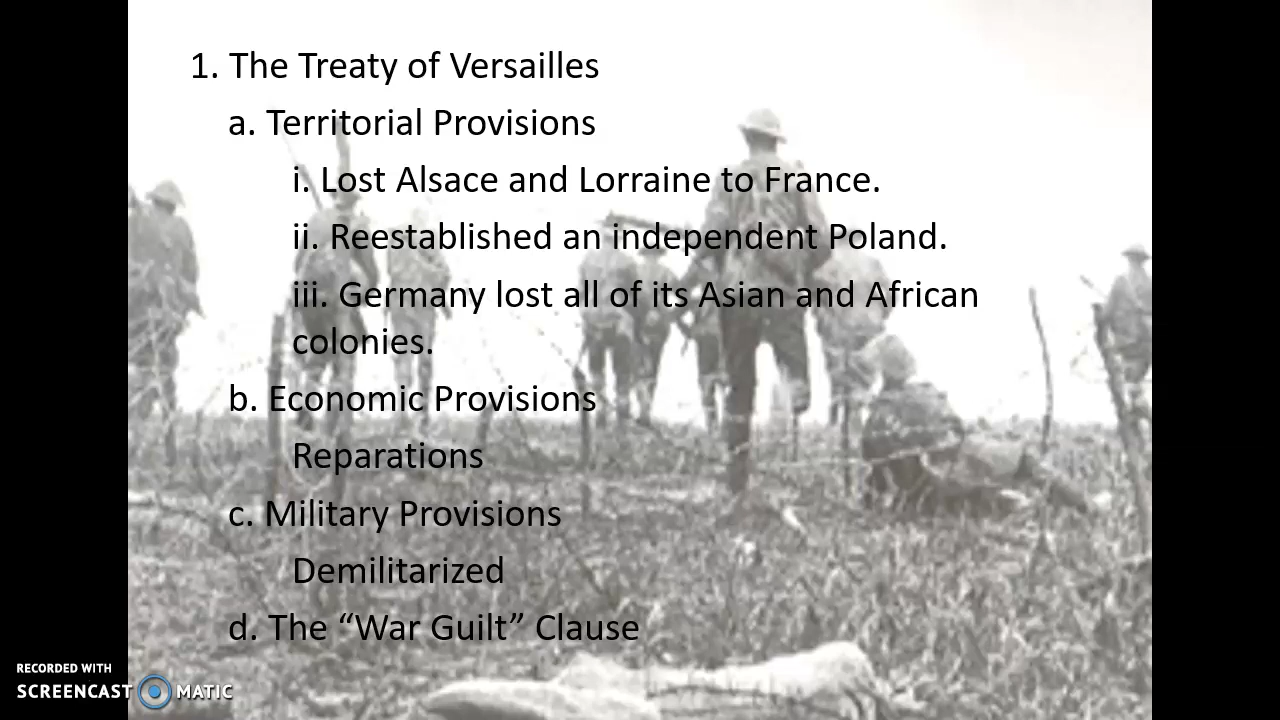 1. The Treaty of Versailles
a. Territorial Provisions
i. Lost Alsace and Lorraine to France.
ii. Reestablished an independent Poland.
iii. Germany lost all of its Asian and African
colonies.
b. Economic Provisions
Reparations
c. Military Provisions
Demilitarized
d. The “War Guilt” Clause
RECORDED WITH
SCREENCAST MATIC